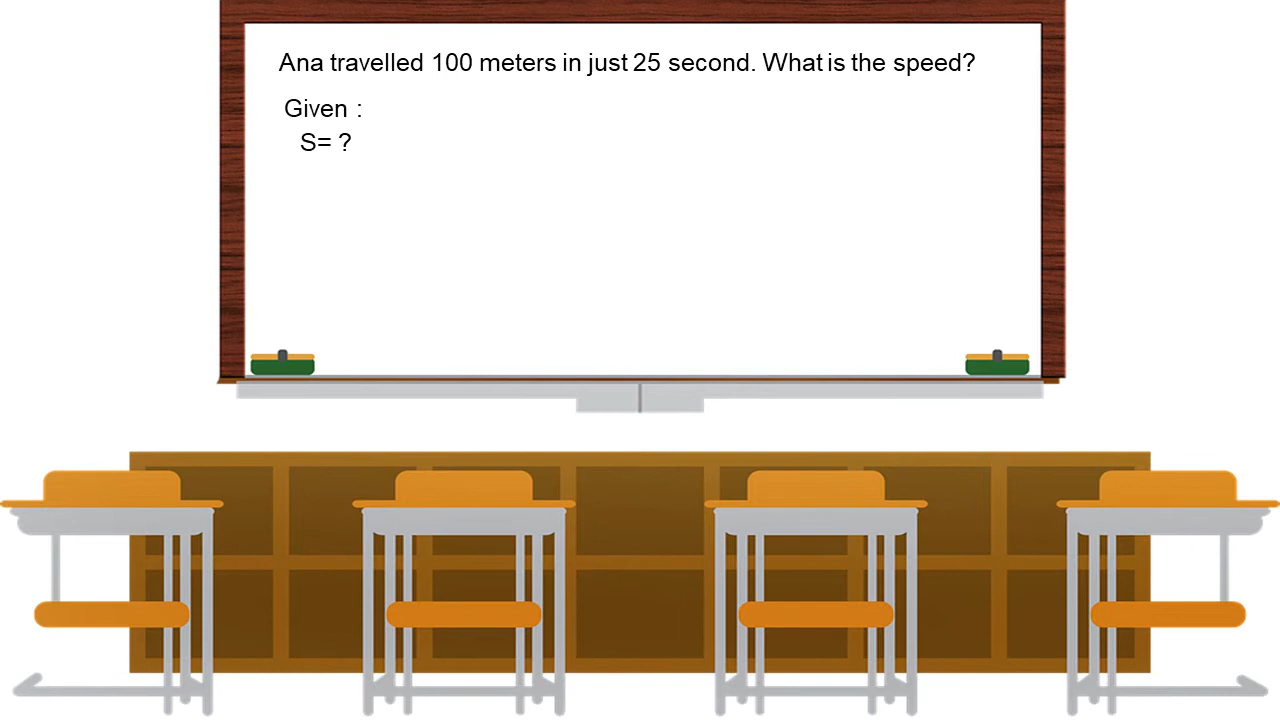 Ana travelled 100 meters in just 25 second. What is the speed?
Given :
S= ?